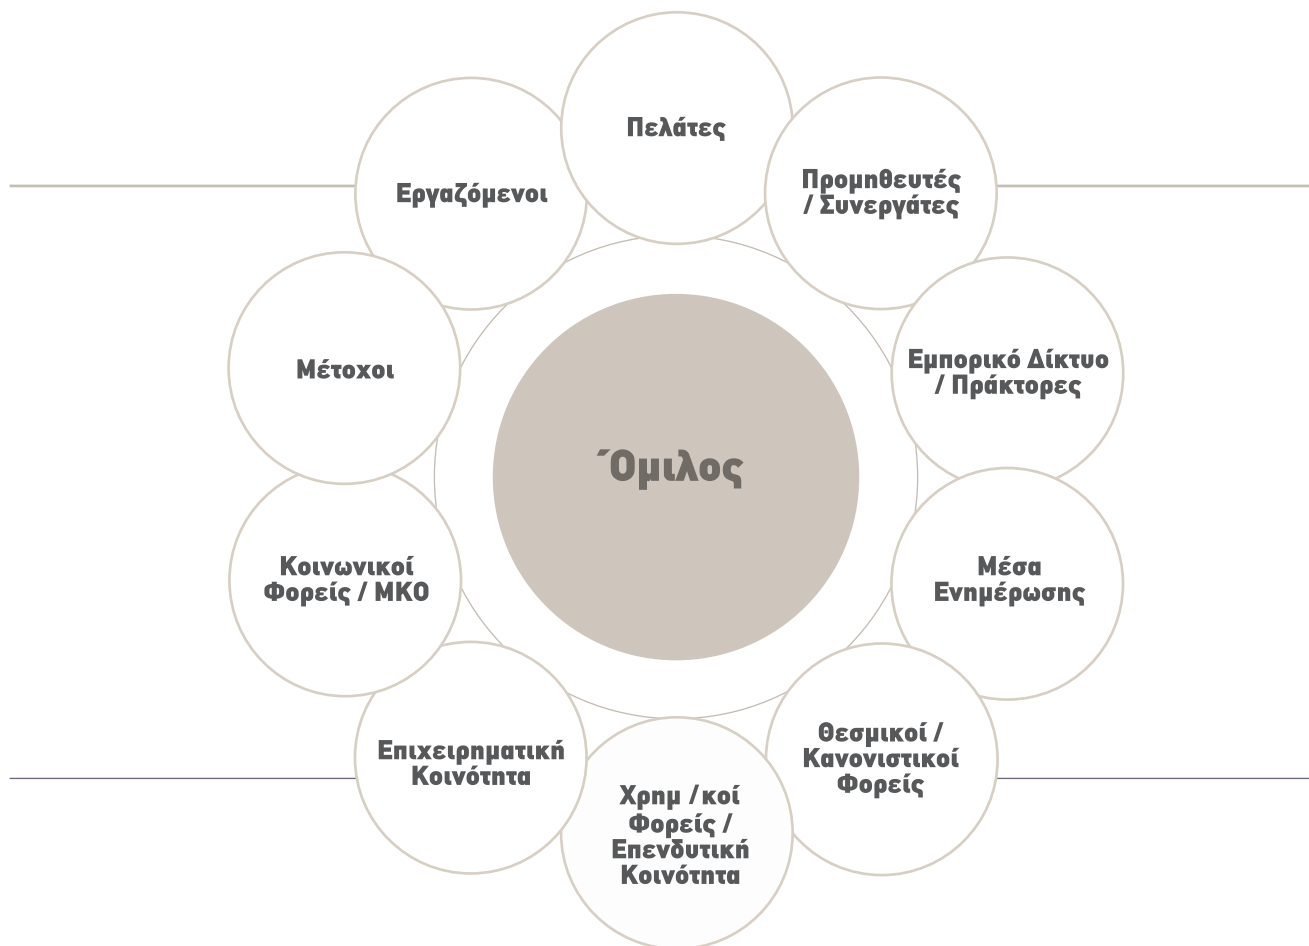 Πελάτες
Προμηθευτές
/ Συνεργάτες
Εργαζόμενοι
Εμπορικό Δίκτυο
/ Πράκτορες
Μέτοχοι
Όμιλος
Κοινωνικοί
Φορείς / ΜΚΟ
Μέσα
Ενημέρωσης
Θεσμικοί /
Κανονιστικοί
Φορείς
Επιχειρηματική
Κοινότητα
Χρημ /κοί
Φορείς /
Επενδυτική
Κοινότητα